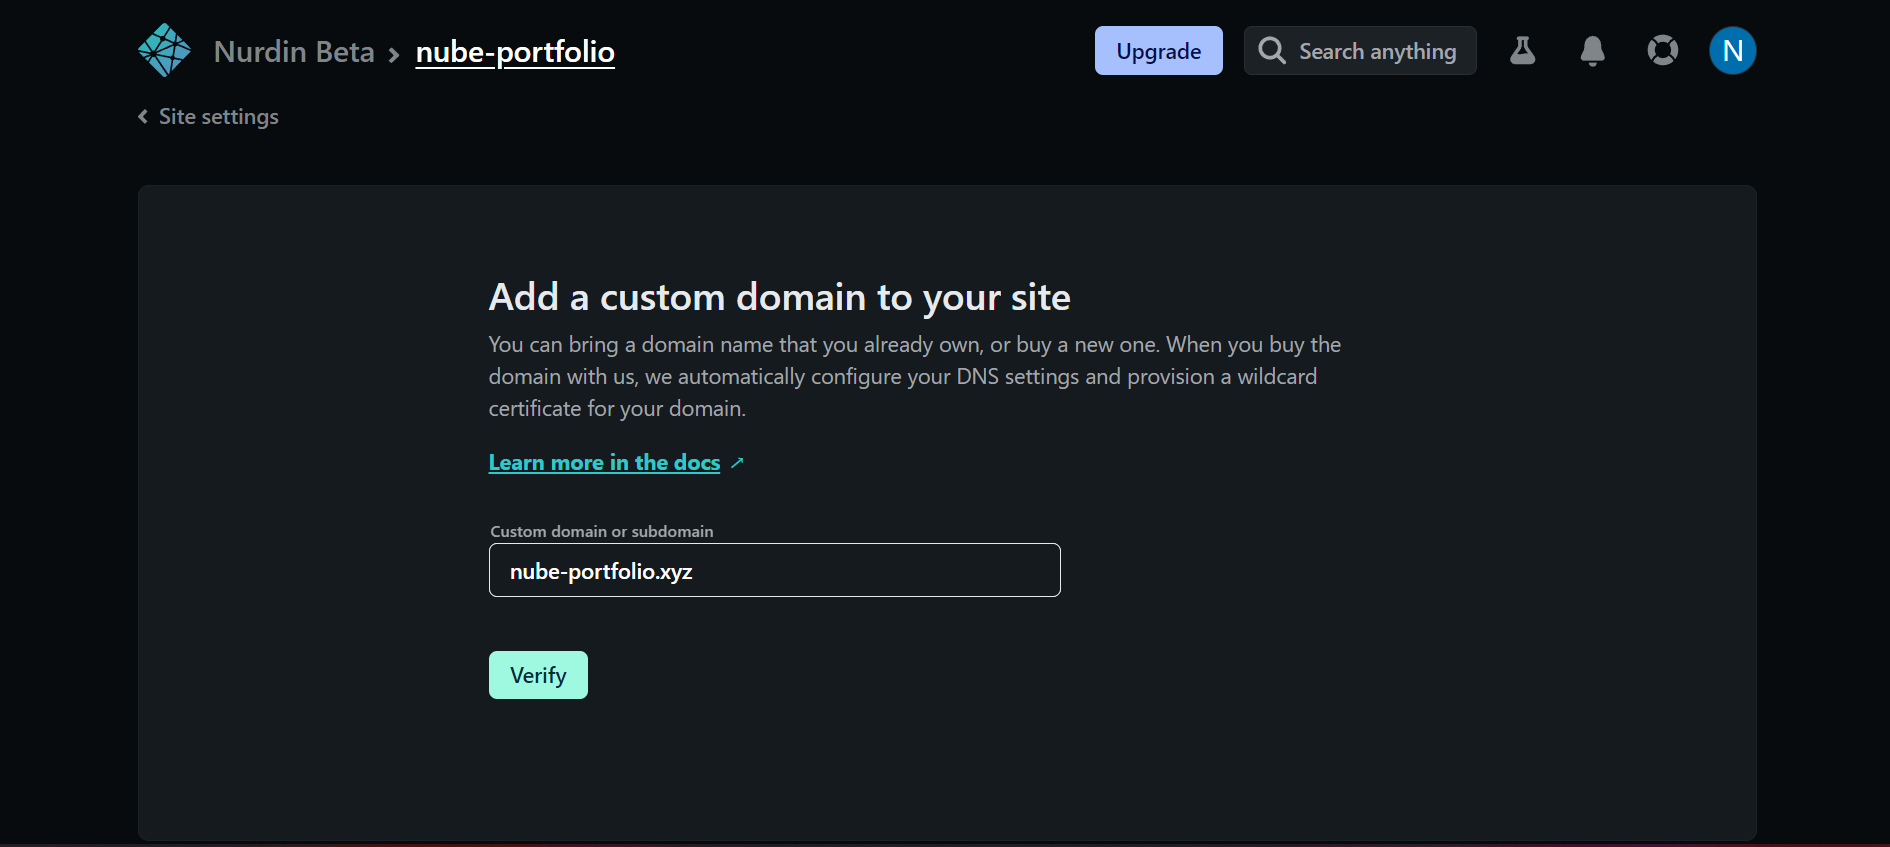 Nurdin Beta > nube-portfolio
Upgrade
Search anything
N
Site settings
Add a custom domain to your site
You can bring a domain name that you already own, or buy a new one. When you buy the
domain with us, we automatically configure your DNS settings and provision a wildcard
certificate for your domain.
Learn more in the docs ↗
Custom domain or subdomain
nube-portfolio.xyz
Verify